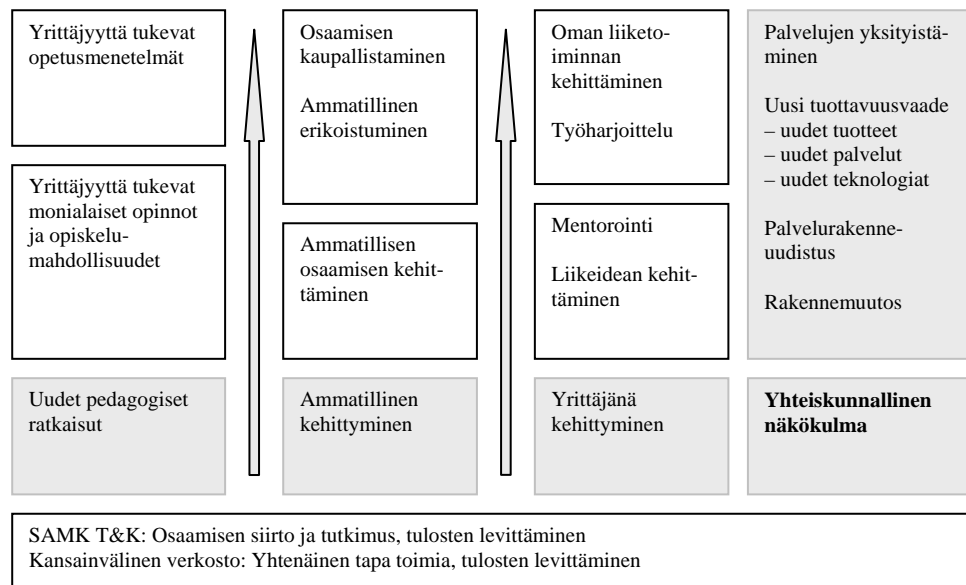 Yrittäjyyttä tukevat
opetusmenetelmät
Yrittäjyyttä tukevat
monialaiset opinnot
ja opiskelu-
mahdollisuudet
Uudet pedagogiset
ratkaisut
Osaamisen
kaupallistaminen
Ammatillinen
erikoistuminen
Ammatillisen
osaamisen kehit-
täminen
Ammatillinen
kehittyminen
Oman liiketo-
iminnan
kehittäminen
Työharjoittelu
Mentorointi
Liikeidean kehit-
täminen
Yrittäjänä
kehittyminen
Palvelujen yksityistä-
minen
Uusi tuottavuusvaade
– uudet tuotteet
– uudet palvelut
– uudet teknologiat
Palvelurakenne-
uudistus
Rakennemuutos
Yhteiskunnallinen
näkökulma
SAMK T&K: Osaamisen siirto ja tutkimus, tulosten levittäminen
Kansainvälinen verkosto: Yhtenäinen tapa toimia, tulosten levittäminen